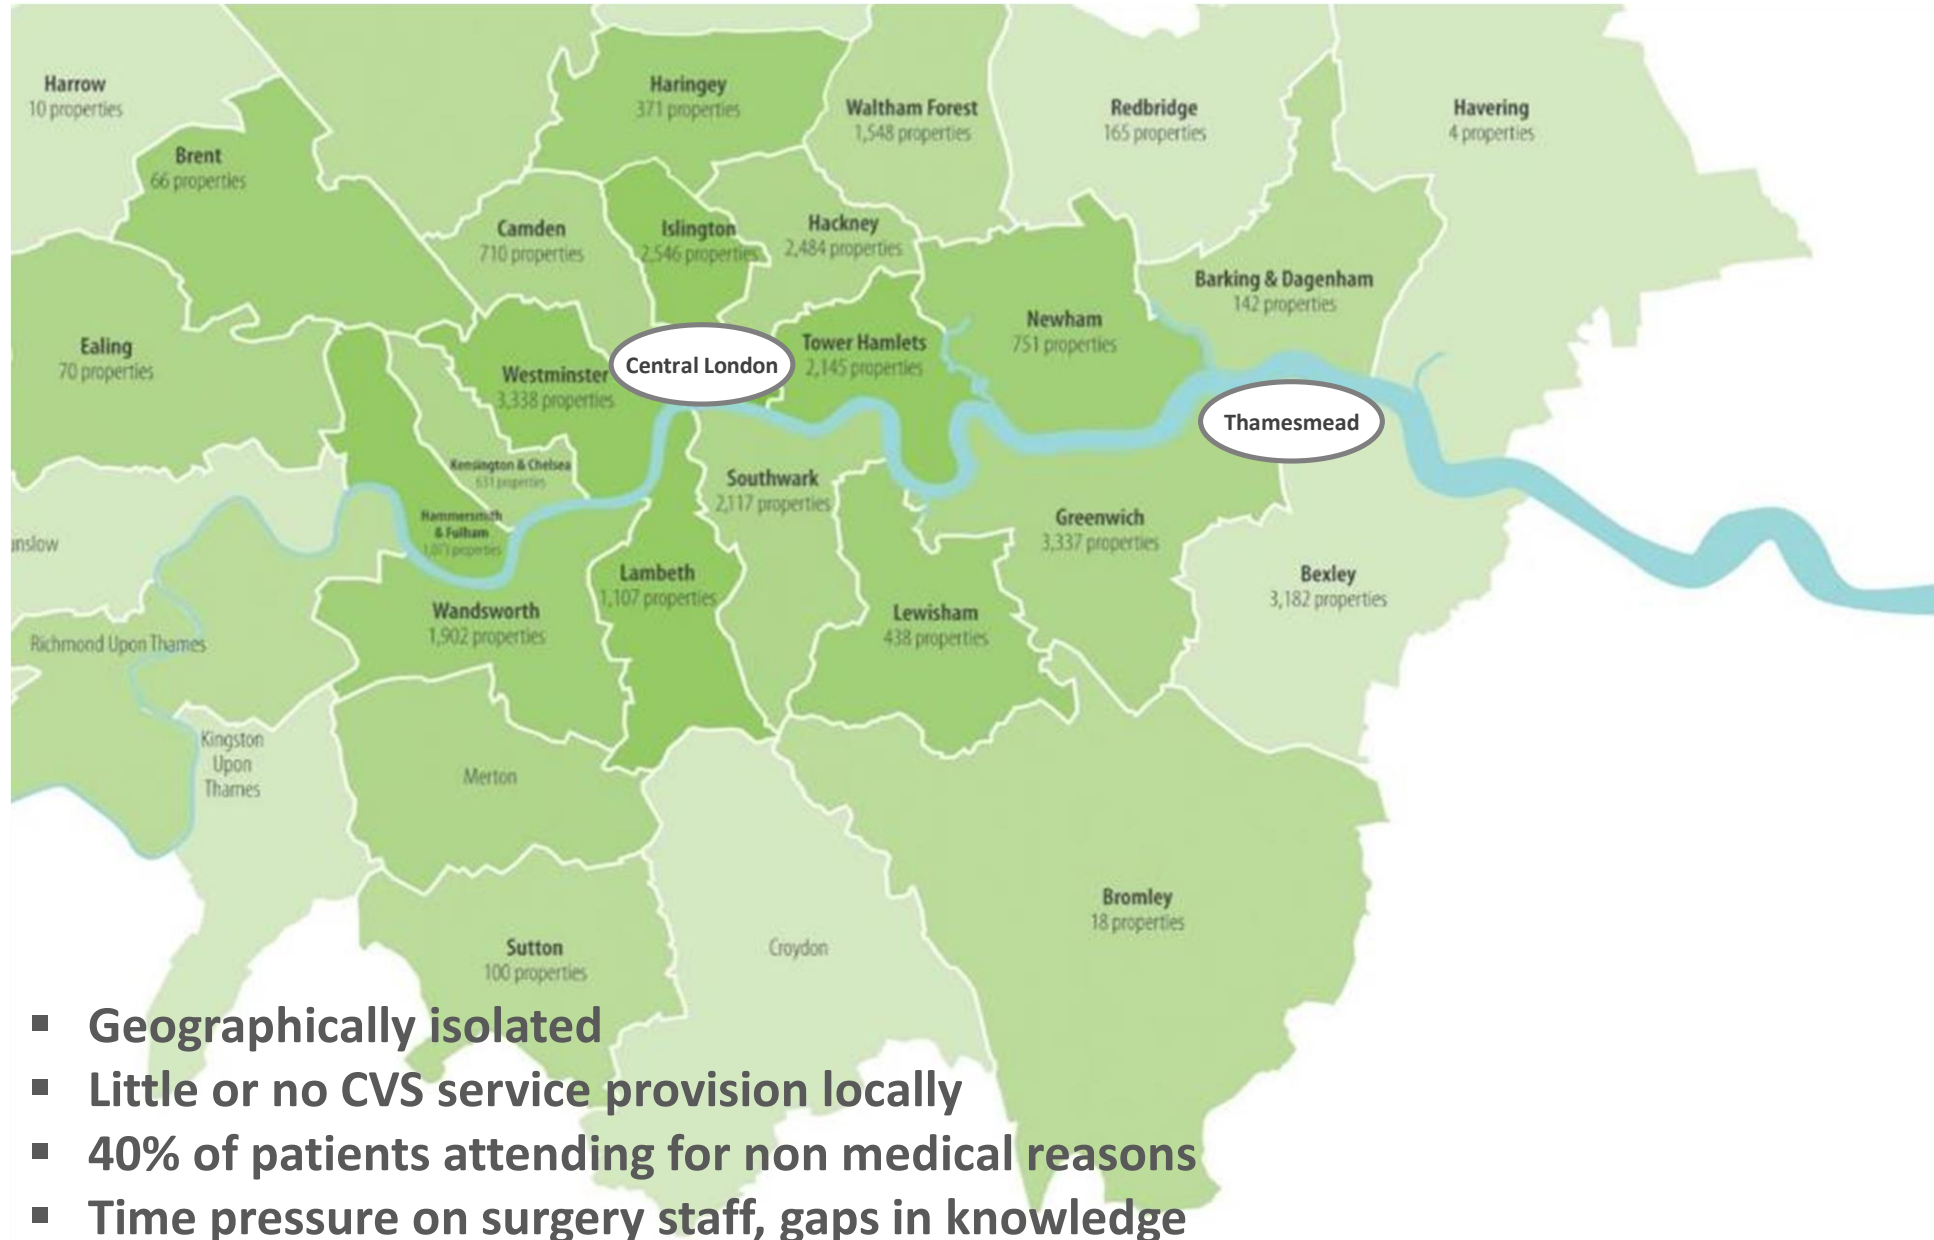 Harrow
10 properties
Haringey
371 properties
Waltham Forest
1,548 properties
Redbridge
165 properties
Havering
4 properties
Brent
66 properties
Camden
710 properties
Islington
2,546 properties
Hackney
2,484 properties
Barking & Dagenham
142 properties
Ealing
70 properties
Westminster
3,338 properties
Central London
Tower Hamlets
2,145 properties
Newham
751 properties
Thamesmead
Kensington & Chelsea
631 properties
Hammersmith
& Fulham
properties
Southwark
2,117 properties
Greenwich
3,337 properties
nslow
Lambeth
1,107 properties
Bexley
3,182 properties
Wandsworth
1,902 properties
Lewisham
438 properties
Richmond Upon Thames
Kingston
Upon
Thames
Merton
Bromley
18 properties
Sutton
100 properties
Croydon
▪ Geographically isolated
▪ Little or no CVS service provision locally
▪ 40% of patients attending for non medical reasons
▪ Time pressure on surgery staff, gaps in knowledge